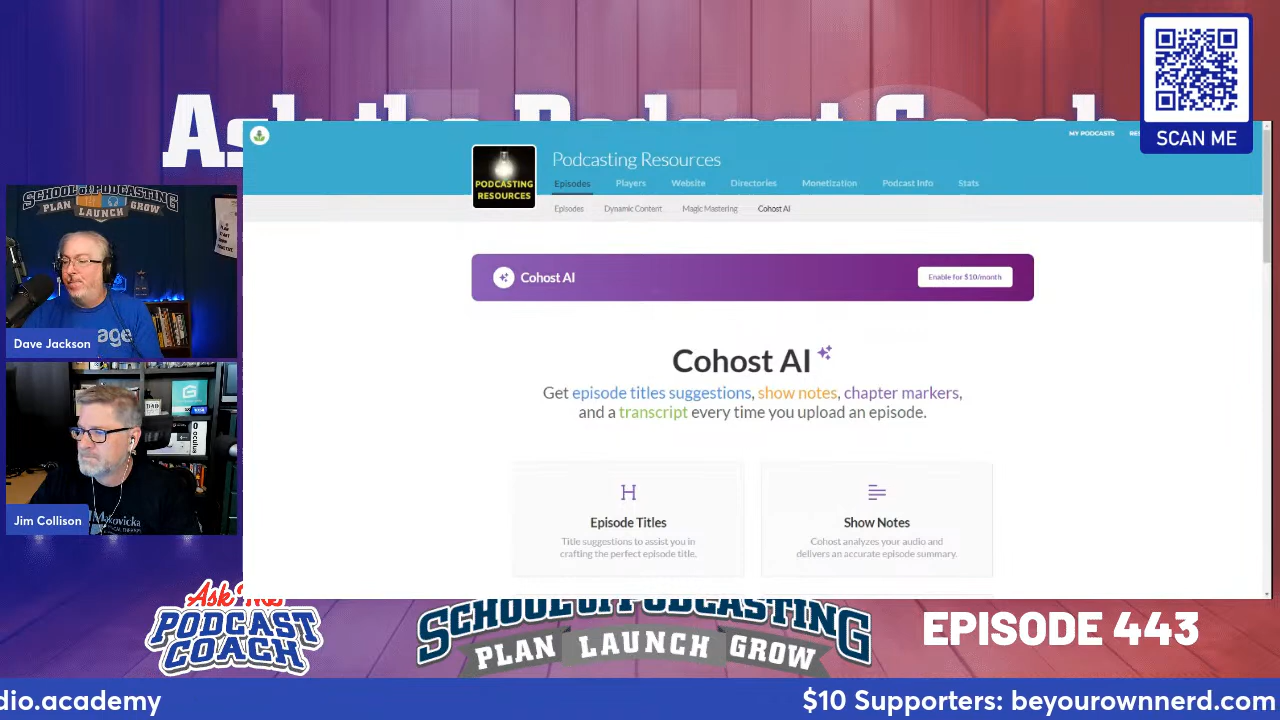 Ask the Podcast Coach
SCAN ME
MY PODCASTS
Podcasting Resources
PODCASTING
RESOURCES
Episodes Players Website Directories Monetization Podcast Info Stats
Episodes Dynamic Content Magic Mastering Cohost AI
SCHOOL OF PODCASTING
PLAN LAUNCH GROW
Dave Jackson
Jim Collison
Cohost AI
Enable for $10/month
Cohost AI
Get episode titles suggestions, show notes, chapter markers,
and a transcript every time you upload an episode.
Episode Titles
Title suggestions to assist you in
crafting the perfect episode title.
Show Notes
Cohost analyzes your audio and
delivers an accurate episode summary.
Ask The
PODCAST
COACH
SCHOOL OF PODCASTING
PLAN LAUNCH GROW
EPISODE 443
dio.academy
$10 Supporters: beyourownnerd.com